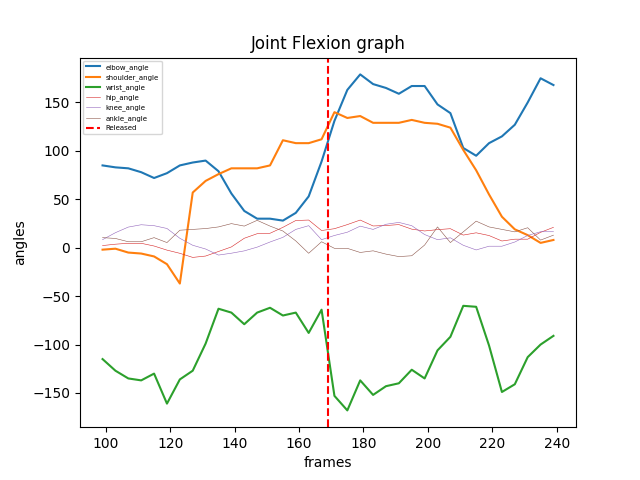 Joint Flexion graph
elbow_angle
shoulder_angle
wrist_angle
hip_angle
knee_angle
ankle_angle
Released
150
100
50
0
−50
−100
−150
angles
100
120
140
160
180
200
220
240
frames